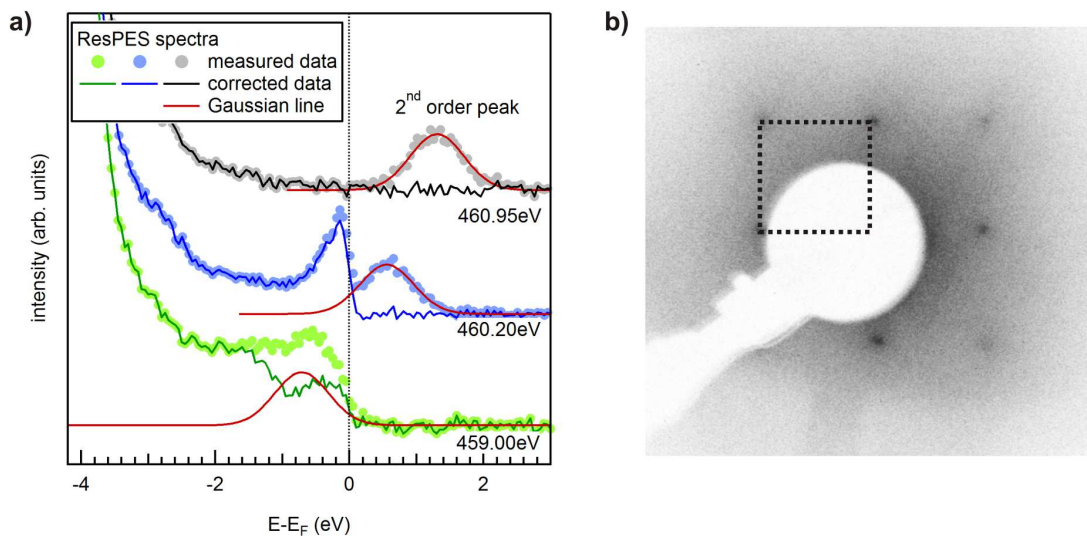 a)
b)
ResPES spectra
measured data
corrected data
Gaussian line
2nd order peak
460.95eV
460.20eV
459.00eV
intensity (arb. units)
-4 -2 0 2
E-EF (eV)